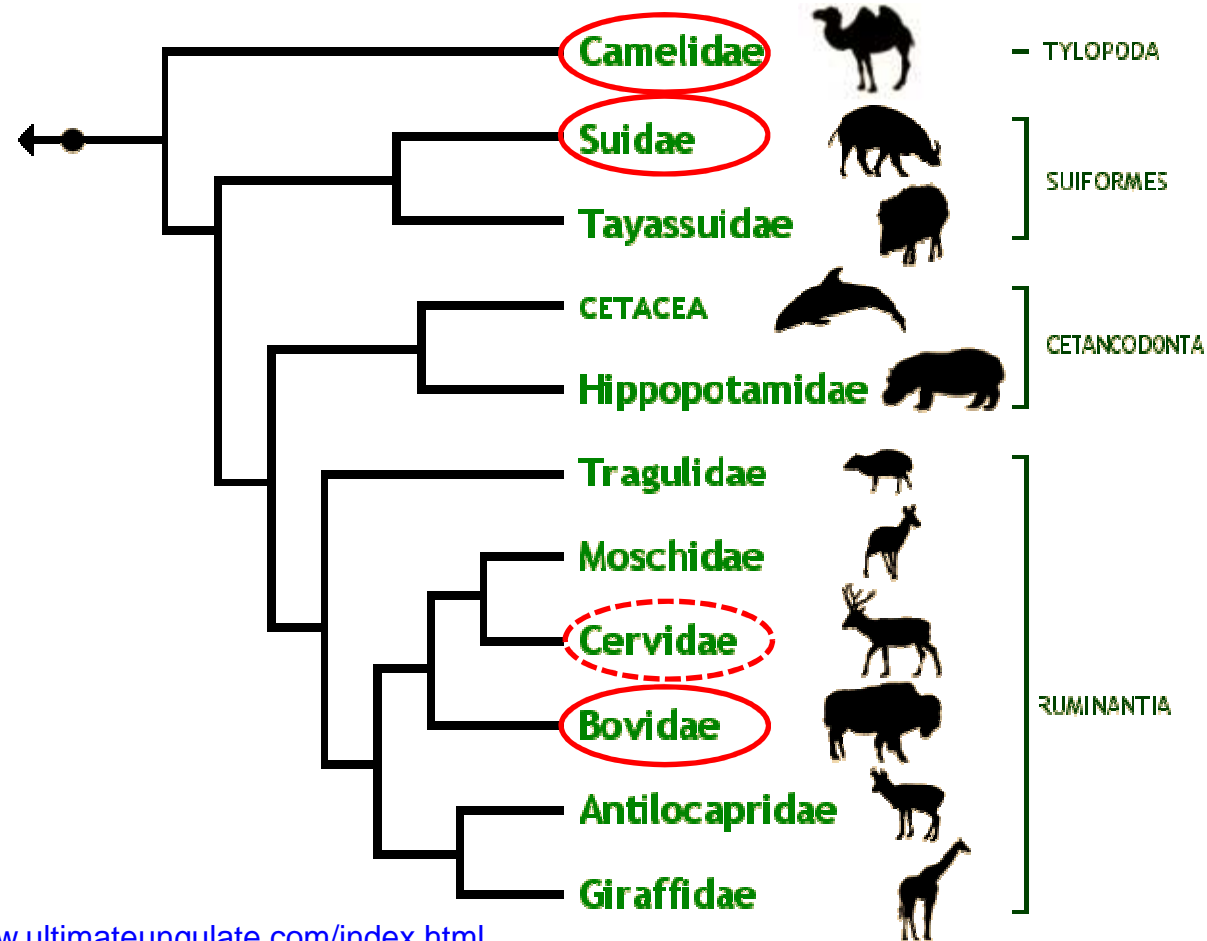 Camelidae
TYLOPODA
Suidae
SUIFORMES
Tayassuidae
CETACEA
CETANCODONTA
Hippopotamidae
Tragulidae
Moschidae
Cervidae
RUMINANTIA
Bovidae
Antilocapridae
Giraffidae
w.ultimateungulate.com/index.html